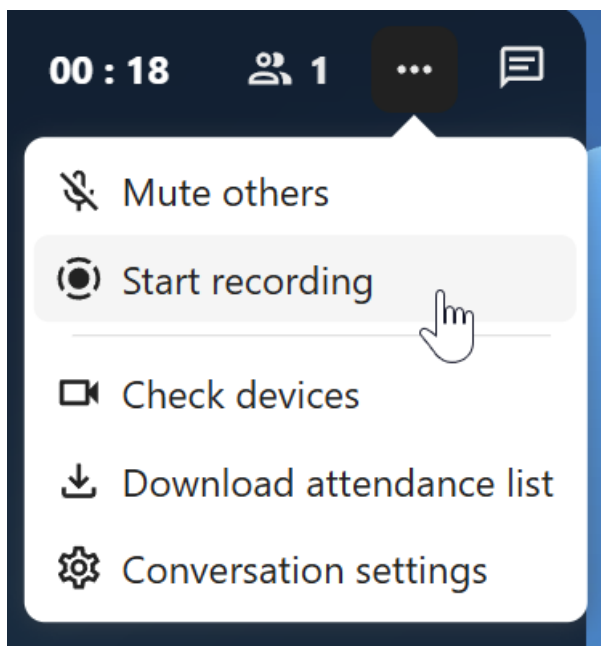 00 : 18 1
Mute others
Start recording
Check devices
Download attendance list
Conversation settings